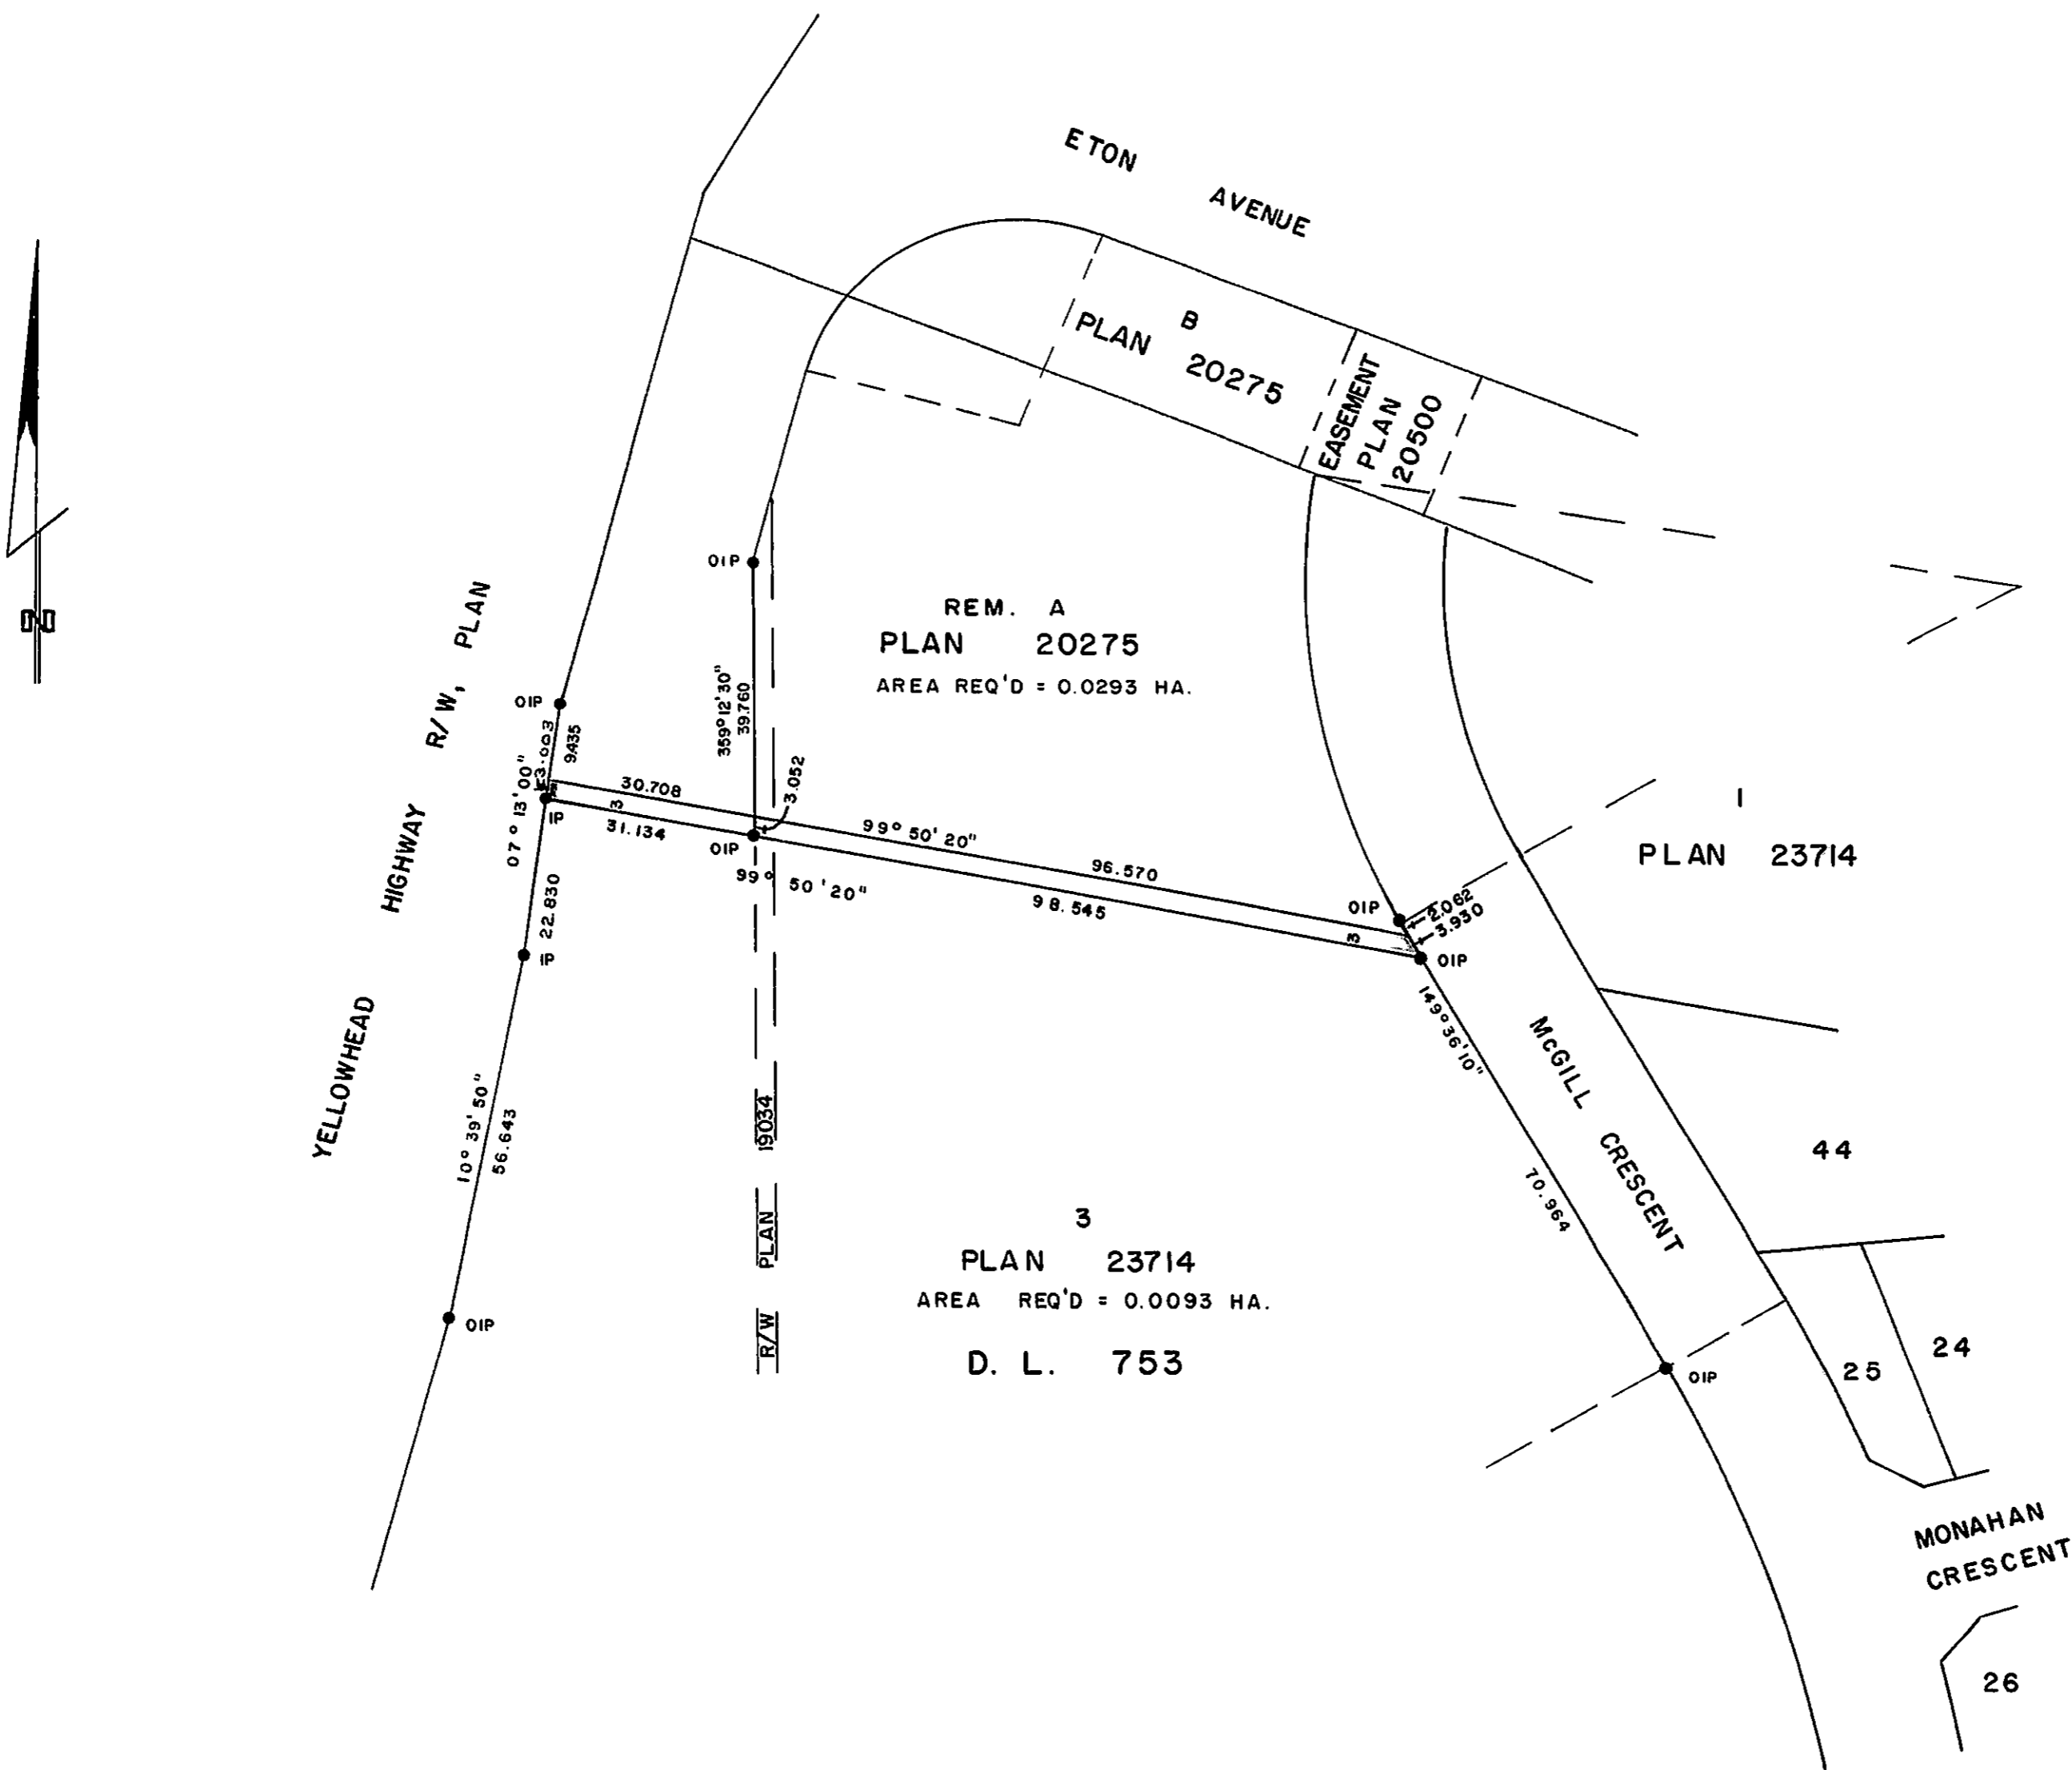 ETON
AVENUE
B
PLAN 20275
EASEMENT
PLAN
20500
N
YELLOWHEAD HIGHWAY R/W, PLAN
OIP
REM. A
PLAN 20275
AREA REQ'D = 0.0293 HA.
359° 12' 30"
39.760
OIP
3.003
9.435
07° 13' 00"
IP
30.708
3
31.134
3.052
OIP
99° 50' 20"
96.570
99° 50' 20"
98.545
3
OIP
2.062
3.930
OIP
1
PLAN 23714
22.830
IP
149° 36' 10"
McGILL CRESCENT
70.964
44
10° 39' 50"
56.643
OIP
R/W PLAN 19034
3
PLAN 23714
AREA REQ'D = 0.0093 HA.
D. L. 753
OIP
25
24
MONAHAN
CRESCENT
26